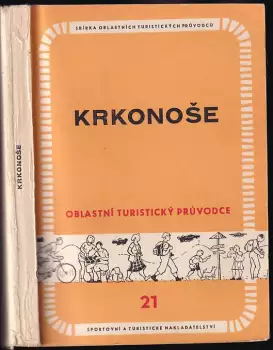 KRKONOŠE
SBÍRKA OBLASTNÍCH TURISTICKÝCH PRŮVODCŮ
KRKONOŠE
OBLASTNÍ TURISTICKÝ PRŮVODCE
21
SPORTOVNÍ A TURISTICKÉ NAKLADATELSTVÍ